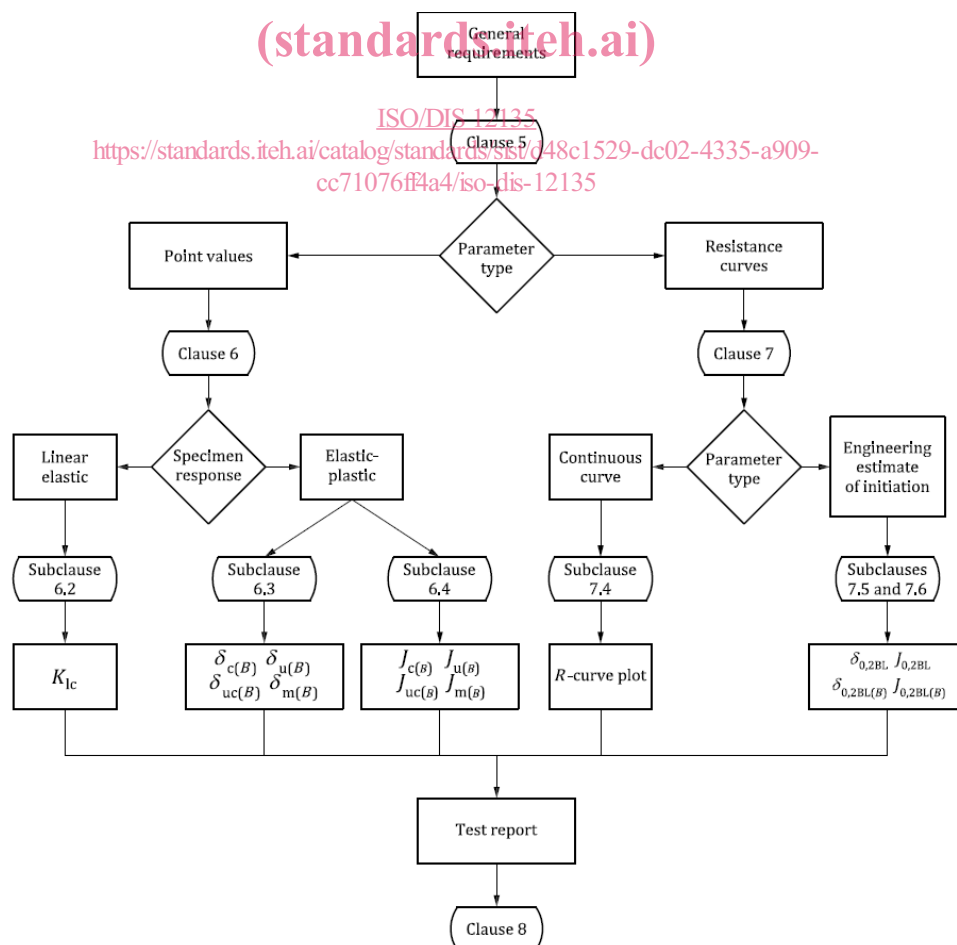 (standards.iteh.ai)
General
requirements
ISO/DIS 12135
Clause 5
https://standards.iteh.ai/catalog/standards/sist/d48c1529-dc02-4335-a909-
cc71076ff4a4/iso-dis-12135
Parameter
type
Point values
Resistance
curves
Clause 6
Clause 7
Specimen
response
Linear
elastic
Elastic-
plastic
Continuous
curve
Parameter
type
Engineering
estimate
of initiation
Subclause
6.2
Subclause
6.3
Subclause
6.4
Subclause
7.4
Subclauses
7.5 and 7.6
K_Ic
δ_c(B) δ_u(B)
δ_uc(B) δ_m(B)
J_c(B) J_u(B)
J_uc(B) J_m(B)
R-curve plot
δ_0,2BL J_0,2BL
δ_0,2BL(B) J_0,2BL(B)
Test report
Clause 8